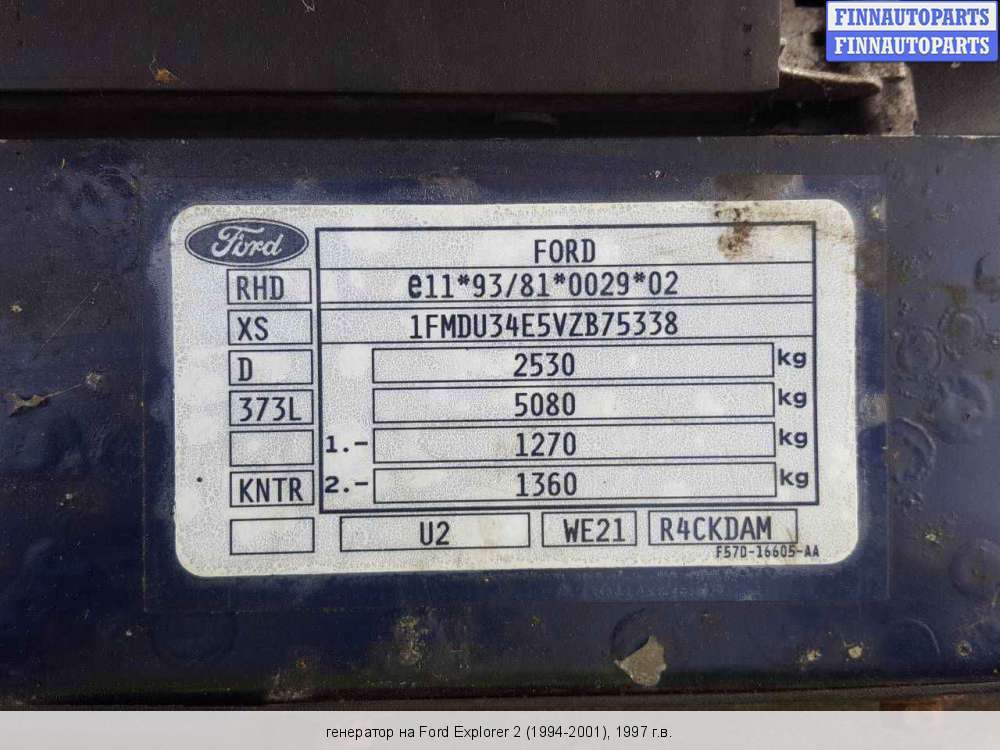 FINNAUTOPARTS
FINNAUTOPARTS
Ford
FORD
RHD e11*93/81*0029*02
XS 1FMDU34E5VZB75338
D 2530 kg
373L 5080 kg
1.- 1270 kg
KNTR 2.- 1360 kg
U2 WE21 R4CKDAM
F57D-16605-AA
генератор на Ford Explorer 2 (1994-2001), 1997 г.в.